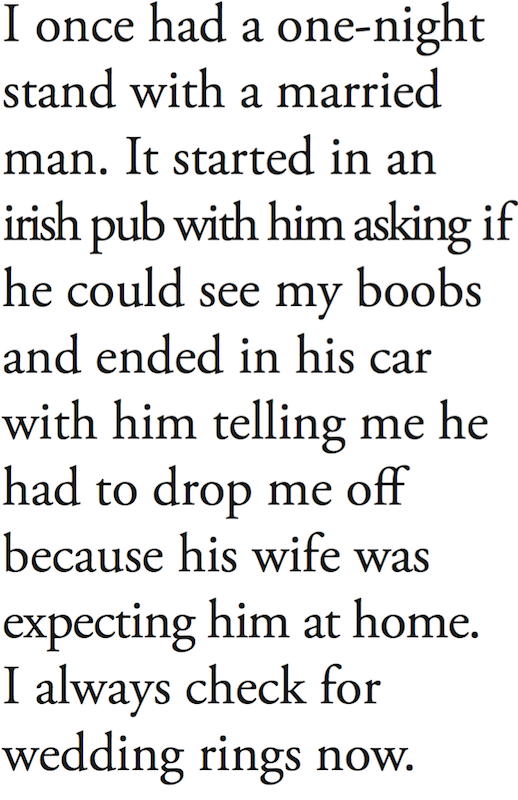 I once had a one-night
stand with a married
man. It started in an
irish pub with him asking if
he could see my boobs
and ended in his car
with him telling me he
had to drop me off
because his wife was
expecting him at home.
I always check for
wedding rings now.